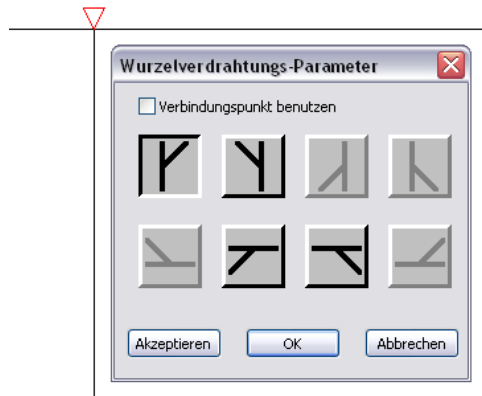 Wurzelverdrahtungs-Parameter
Verbindungspunkt benutzen
Akzeptieren
OK
Abbrechen